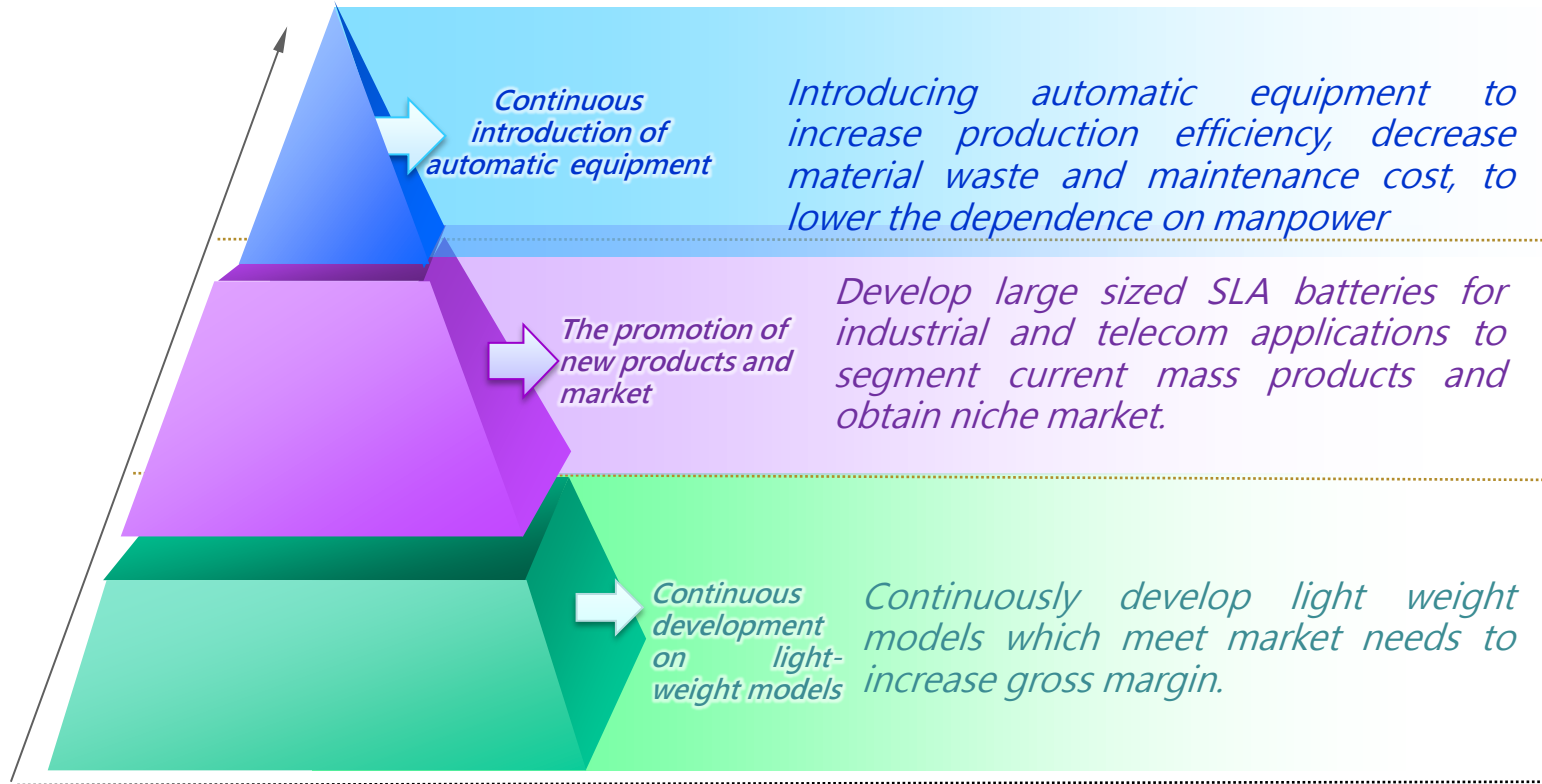 Continuous
introduction of
automatic equipment
Introducing automatic equipment to
increase production efficiency, decrease
material waste and maintenance cost, to
lower the dependence on manpower
The promotion of
new products and
market
Develop large sized SLA batteries for
industrial and telecom applications to
segment current mass products and
obtain niche market.
Continuous
development
on light-
weight models
Continuously develop light weight
models which meet market needs to
increase gross margin.